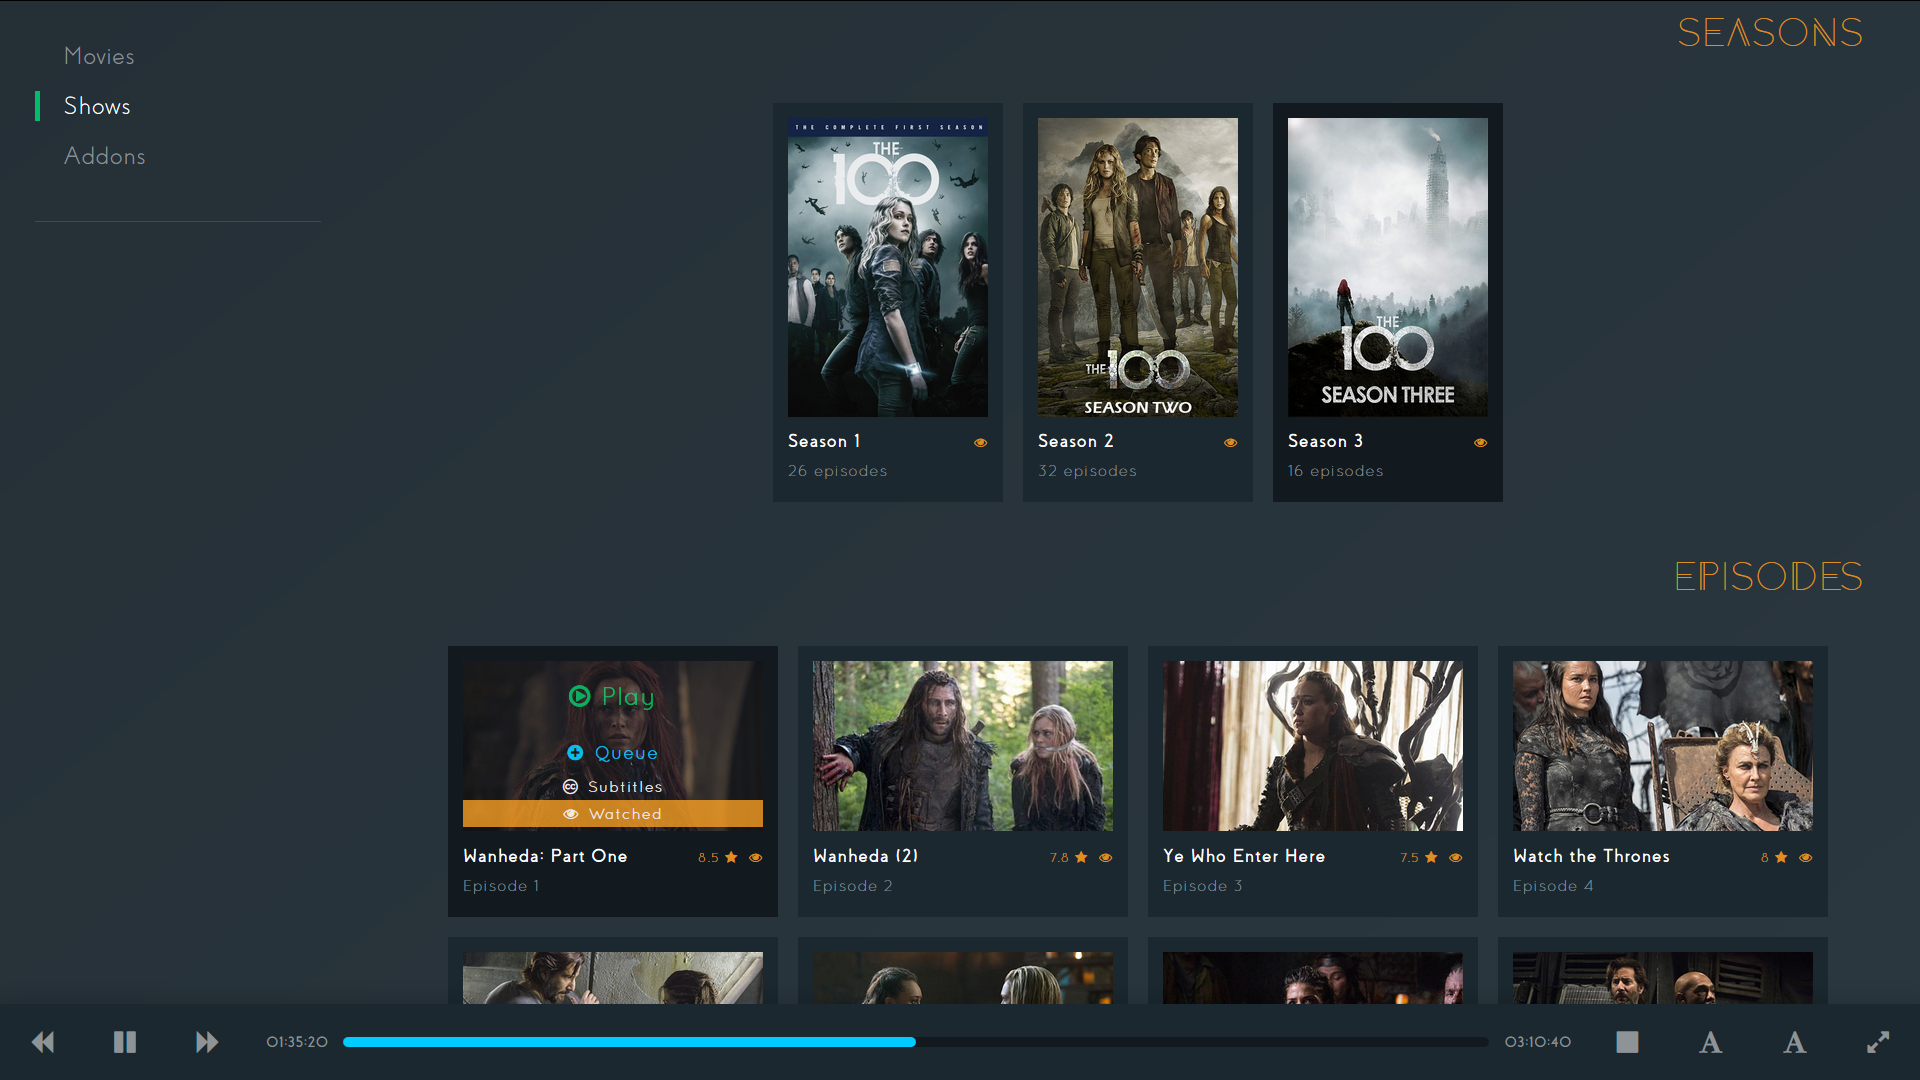 SEASONS
Movies
Shows
Addons
THE COMPLETE FIRST SEASON
THE
100
THE 100
SEASON TWO
THE
100
SEASON THREE
Season 1
26 episodes
Season 2
32 episodes
Season 3
16 episodes
EPISODES
Play
Queue
Subtitles
Watched
Wanheda: Part One 8.5
Episode 1
Wanheda (2) 7.8
Episode 2
Ye Who Enter Here 7.5
Episode 3
Watch the Thrones 8
Episode 4
01:35:20
03:10:40
A
A